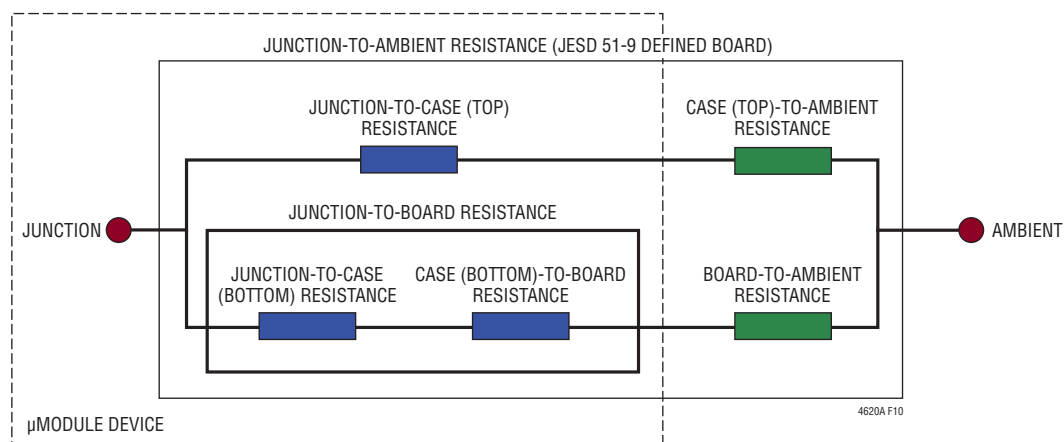 JUNCTION-TO-AMBIENT RESISTANCE (JESD 51-9 DEFINED BOARD)
JUNCTION-TO-CASE (TOP)
RESISTANCE
CASE (TOP)-TO-AMBIENT
RESISTANCE
JUNCTION-TO-BOARD RESISTANCE
JUNCTION
AMBIENT
JUNCTION-TO-CASE
(BOTTOM) RESISTANCE
CASE (BOTTOM)-TO-BOARD
RESISTANCE
BOARD-TO-AMBIENT
RESISTANCE
4620A F10
µMODULE DEVICE